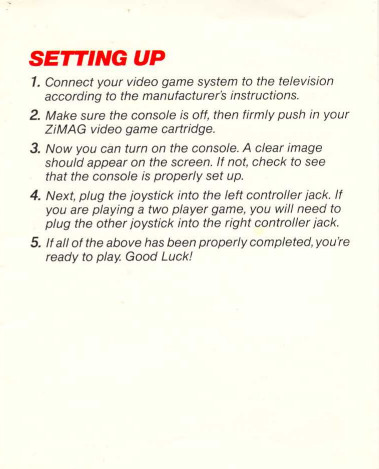 SETTING UP
1. Connect your video game system to the television
according to the manufacturer's instructions.
2. Make sure the console is off, then firmly push in your
ZiMAG video game cartridge.
3. Now you can turn on the console. A clear image
should appear on the screen. If not, check to see
that the console is properly set up.
4. Next, plug the joystick into the left controller jack. If
you are playing a two player game, you will need to
plug the other joystick into the right controller jack.
5. If all of the above has been properly completed, you're
ready to play. Good Luck!